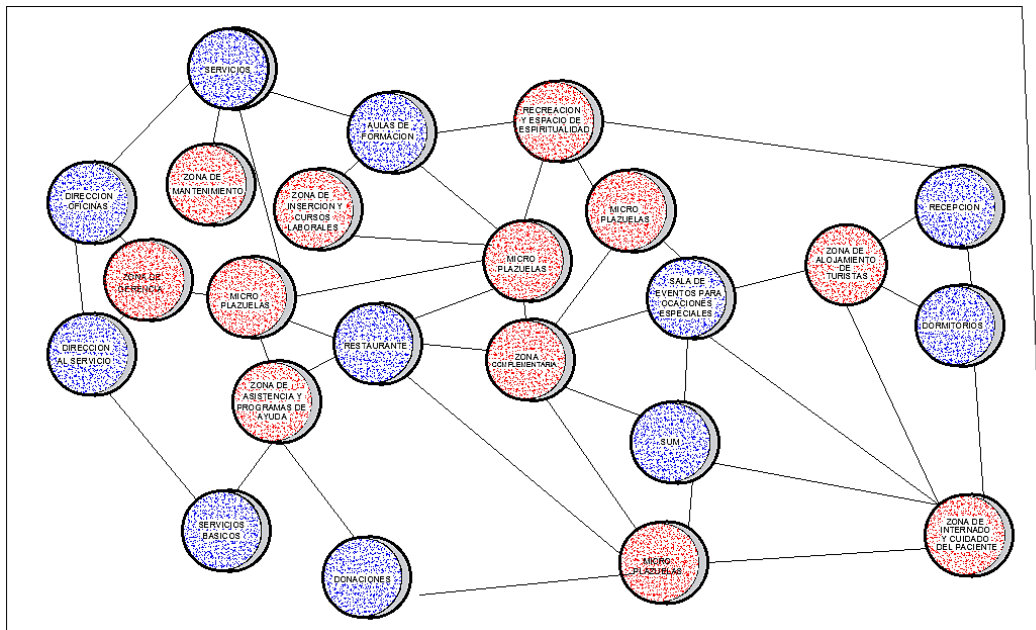 SERVICIOS
AULAS DE
FORMACION
RECREACION
Y ESPACIO DE
ESPIRITUALIDAD
ZONA DE
MANTENIMIENTO
DIRECCION
OFICINAS
ZONA DE
INSERCION Y
CURSOS
LABORALES
MICRO
PLAZUELAS
RECEPCION
ZONA DE
GERENCIA
MICRO
PLAZUELAS
MICRO
PLAZUELAS
SALA DE
EVENTOS PARA
OCACIONES
ESPECIALES
ZONA DE
ALOJAMIENTO
DE
TURISTAS
DIRECCION
AL SERVICIO
RESTAURANTE
ZONA
COMPLEMENTARIA
DORMITORIOS
ZONA DE
ASISTENCIA Y
PROGRAMAS DE
AYUDA
SUM
SERVICIOS
BASICOS
DONACIONES
MICRO
PLAZUELAS
ZONA DE
INTERNADO
Y CUIDADO
DEL PACIENTE